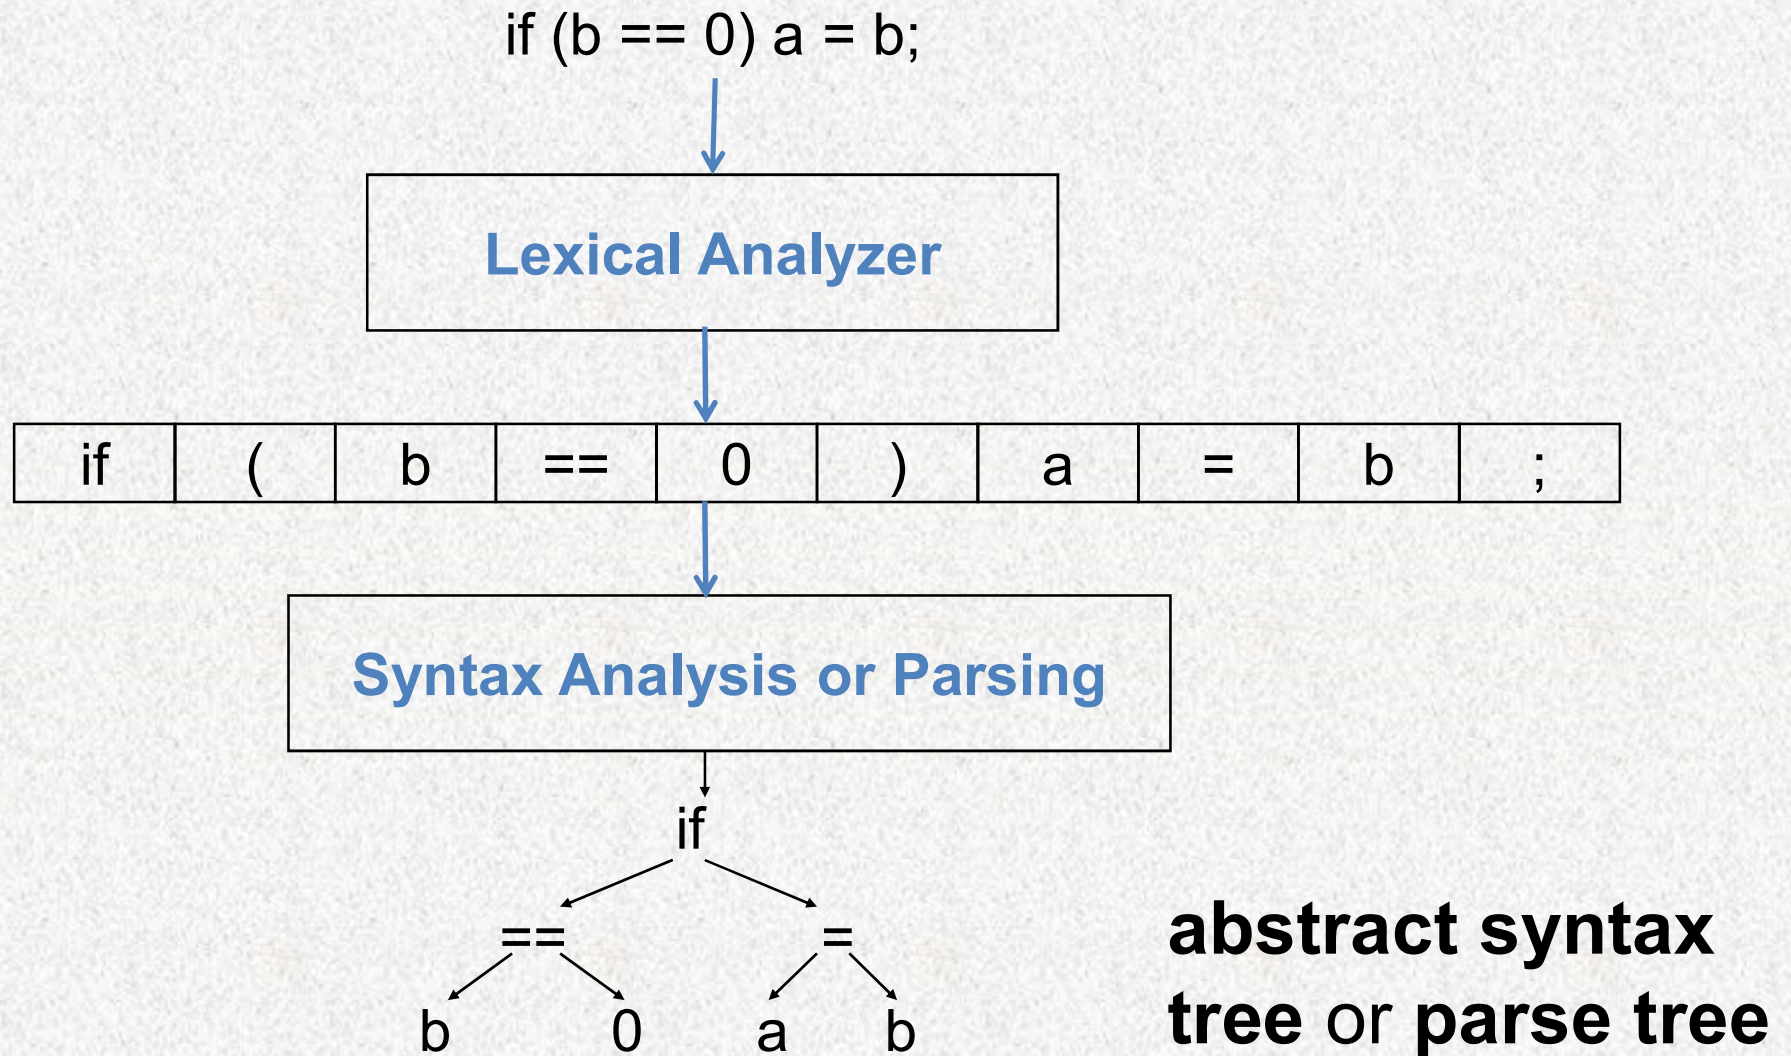 if (b == 0) a = b;
Lexical Analyzer
if ( b == 0 ) a = b ;
Syntax Analysis or Parsing
if
== =
b 0 a b
abstract syntax
tree or parse tree